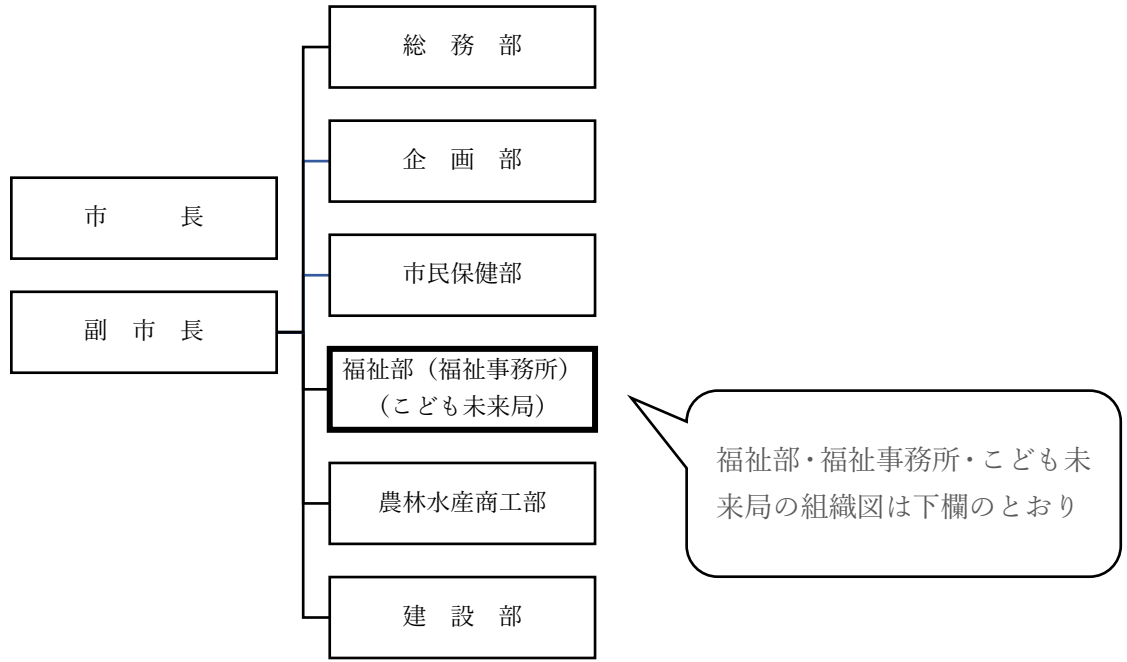 市長
副市長
総務部
企画部
市民保健部
福祉部（福祉事務所）
（こども未来局）
農林水産商工部
建設部
福祉部・福祉事務所・こども未
来局の組織図は下欄のとおり